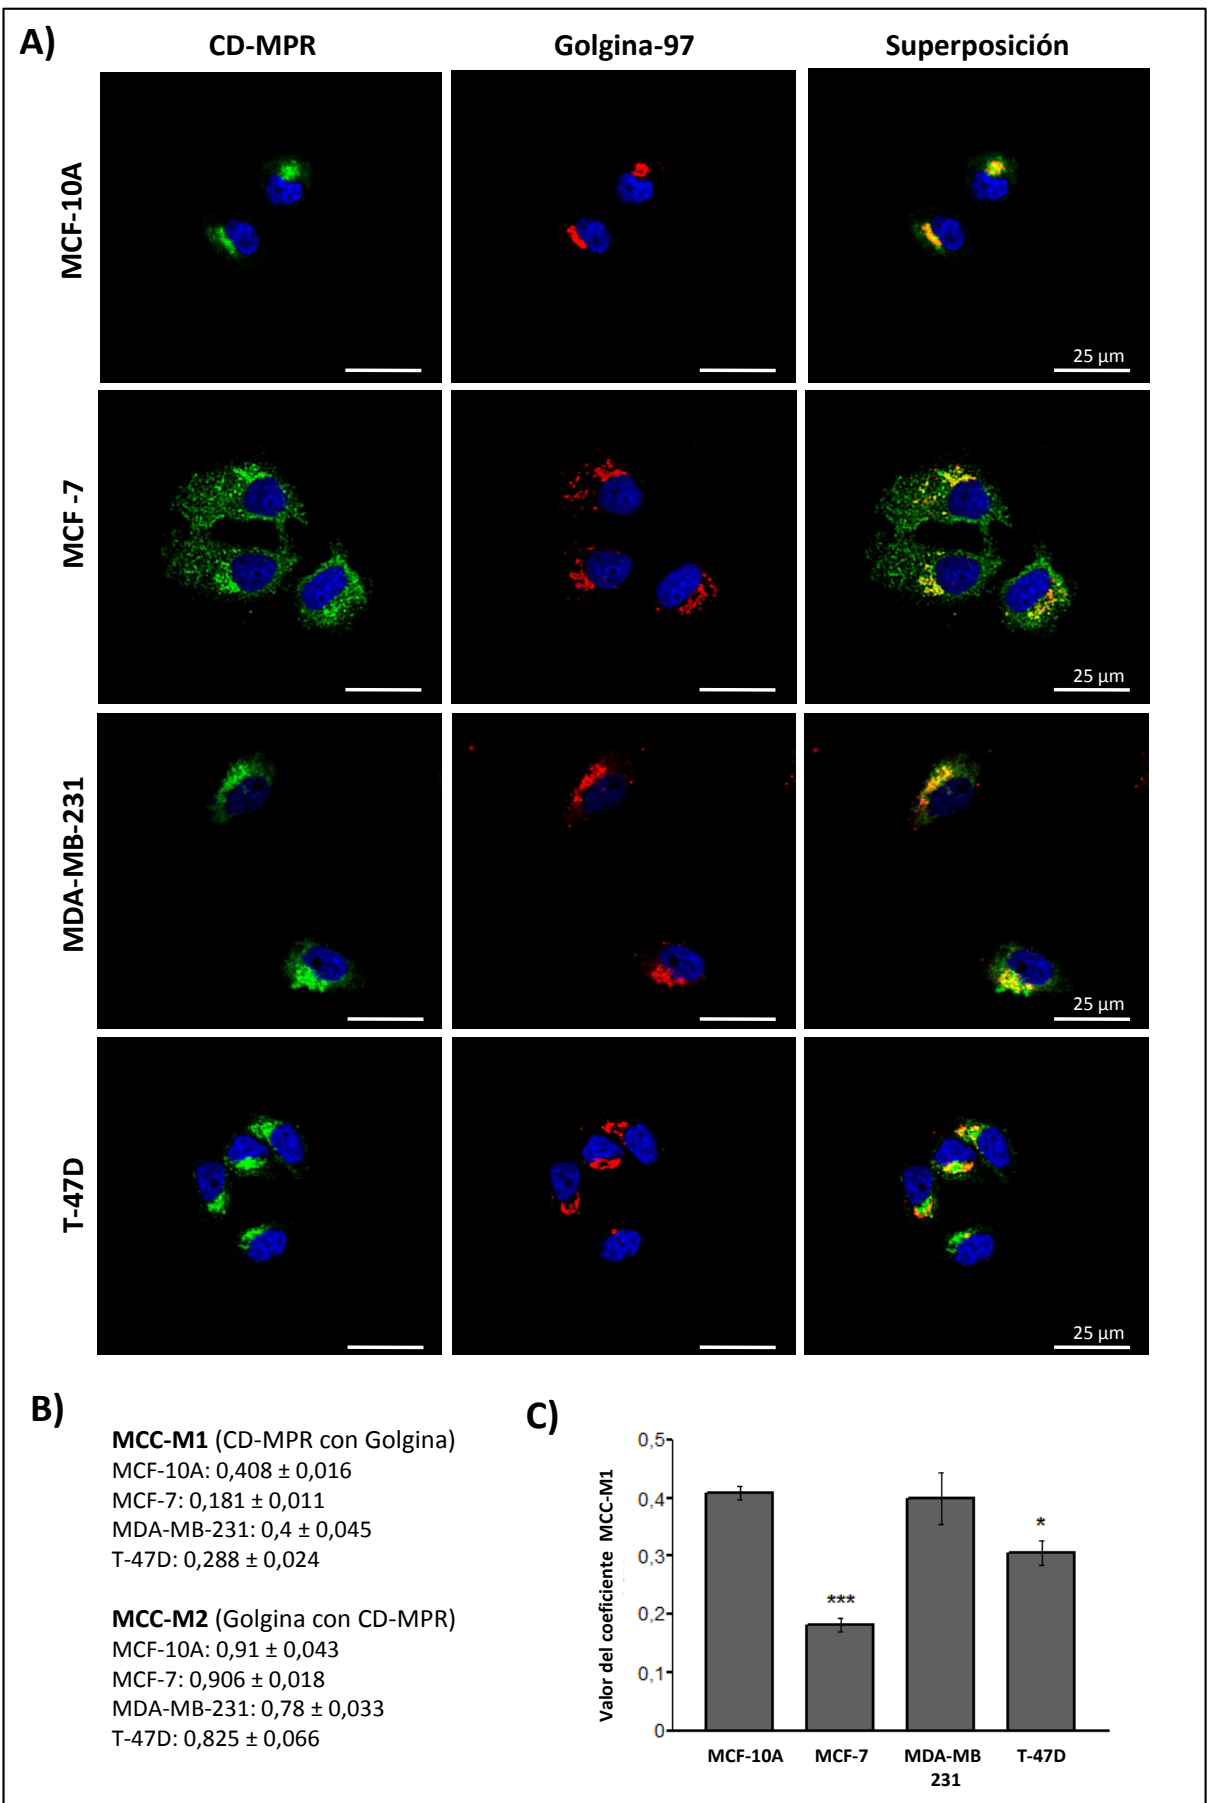 A)
CD-MPR Golgina-97 Superposición
MCF-10A
25 µm
MCF -7
25 µm
MDA-MB-231
25 µm
T-47D
25 µm
B)
MCC-M1 (CD-MPR con Golgina)
MCF-10A: 0,408 ± 0,016
MCF-7: 0,181 ± 0,011
MDA-MB-231: 0,4 ± 0,045
T-47D: 0,288 ± 0,024
MCC-M2 (Golgina con CD-MPR)
MCF-10A: 0,91 ± 0,043
MCF-7: 0,906 ± 0,018
MDA-MB-231: 0,78 ± 0,033
T-47D: 0,825 ± 0,066
C)
Valor del coeficiente MCC-M1
0,5
0,4
0,3
0,2
0,1
0
***
*
MCF-10A MCF-7 MDA-MB T-47D
231